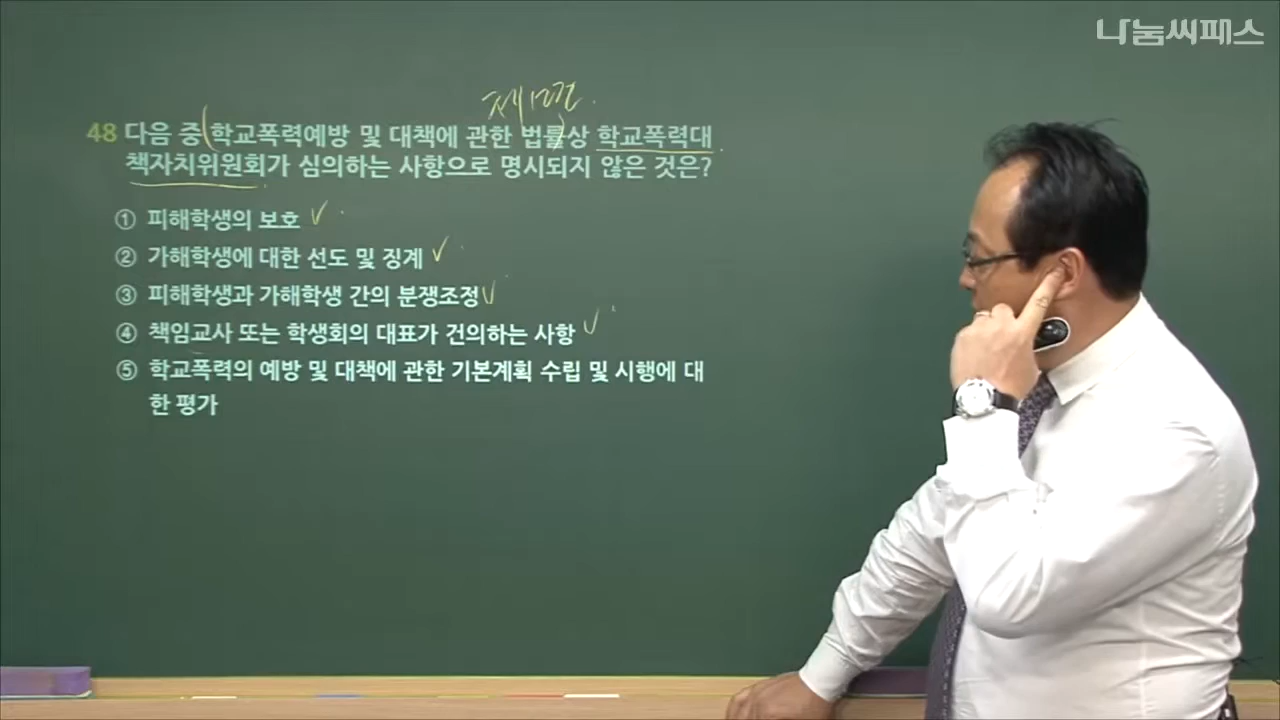 나눔씨패스
48 다음 중 학교폭력예방 및 대책에 관한 법률상 학교폭력대
책자치위원회가 심의하는 사항으로 명시되지 않은 것은?
① 피해학생의 보호
② 가해학생에 대한 선도 및 징계
③ 피해학생과 가해학생 간의 분쟁조정
④ 책임교사 또는 학생회의 대표가 건의하는 사항
⑤ 학교폭력의 예방 및 대책에 관한 기본계획 수립 및 시행에 대
한 평가